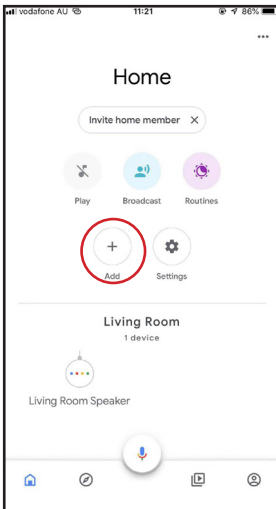 vodafone AU 11:21 86%
Home
Invite home member X
Play Broadcast Routines
Add Settings
Living Room
1 device
Living Room Speaker